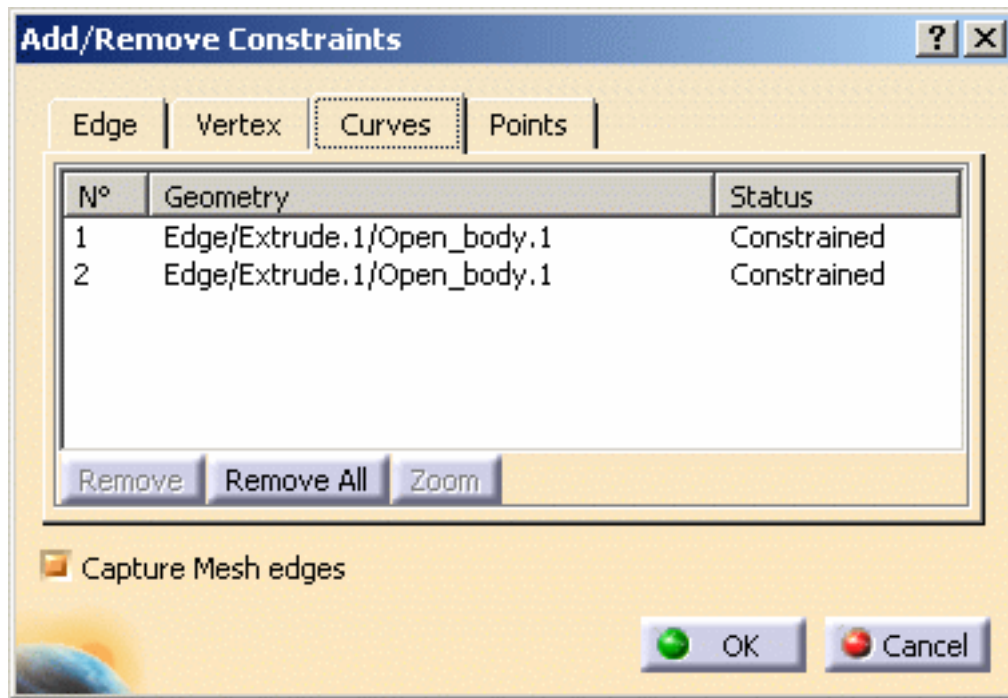 Add/Remove Constraints ? X
Edge Vertex Curves Points
N° Geometry Status
1 Edge/Extrude.1/Open_body.1 Constrained
2 Edge/Extrude.1/Open_body.1 Constrained
Remove Remove All Zoom
Capture Mesh edges
OK Cancel